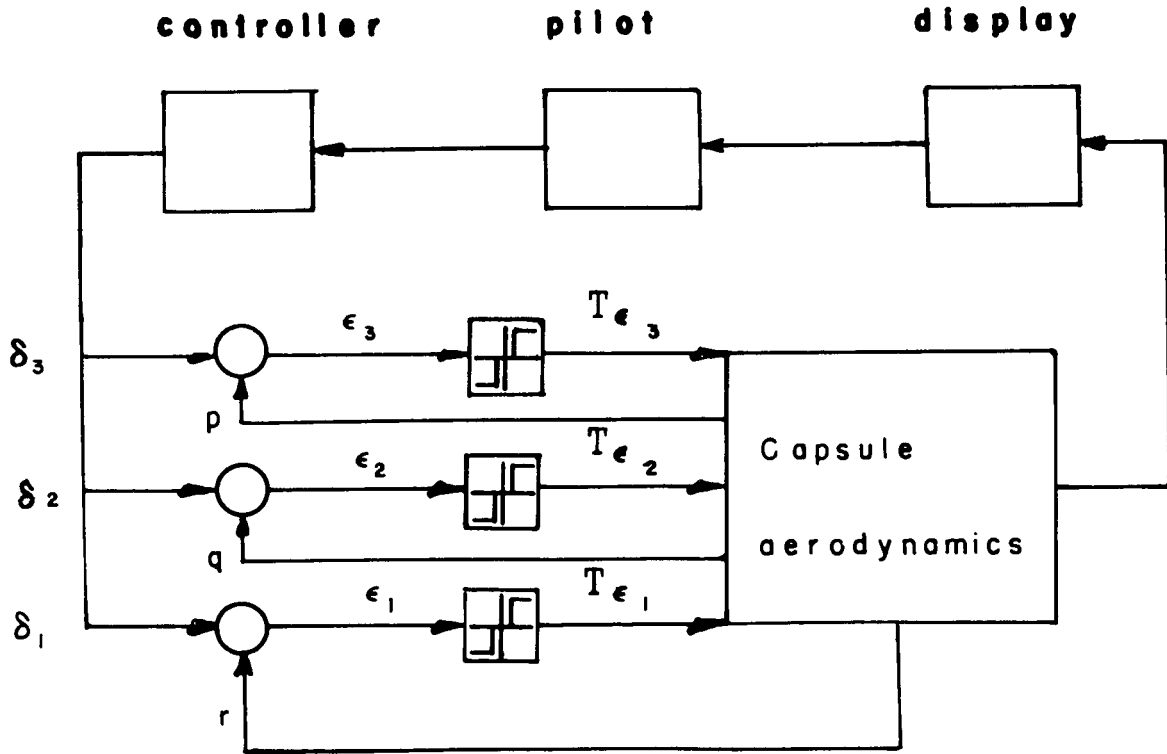 controller pilot display
δ3 ϵ3 Tϵ3
p
δ2 ϵ2 Tϵ2
Capsule
q
aerodynamics
δ1 ϵ1 Tϵ1
r